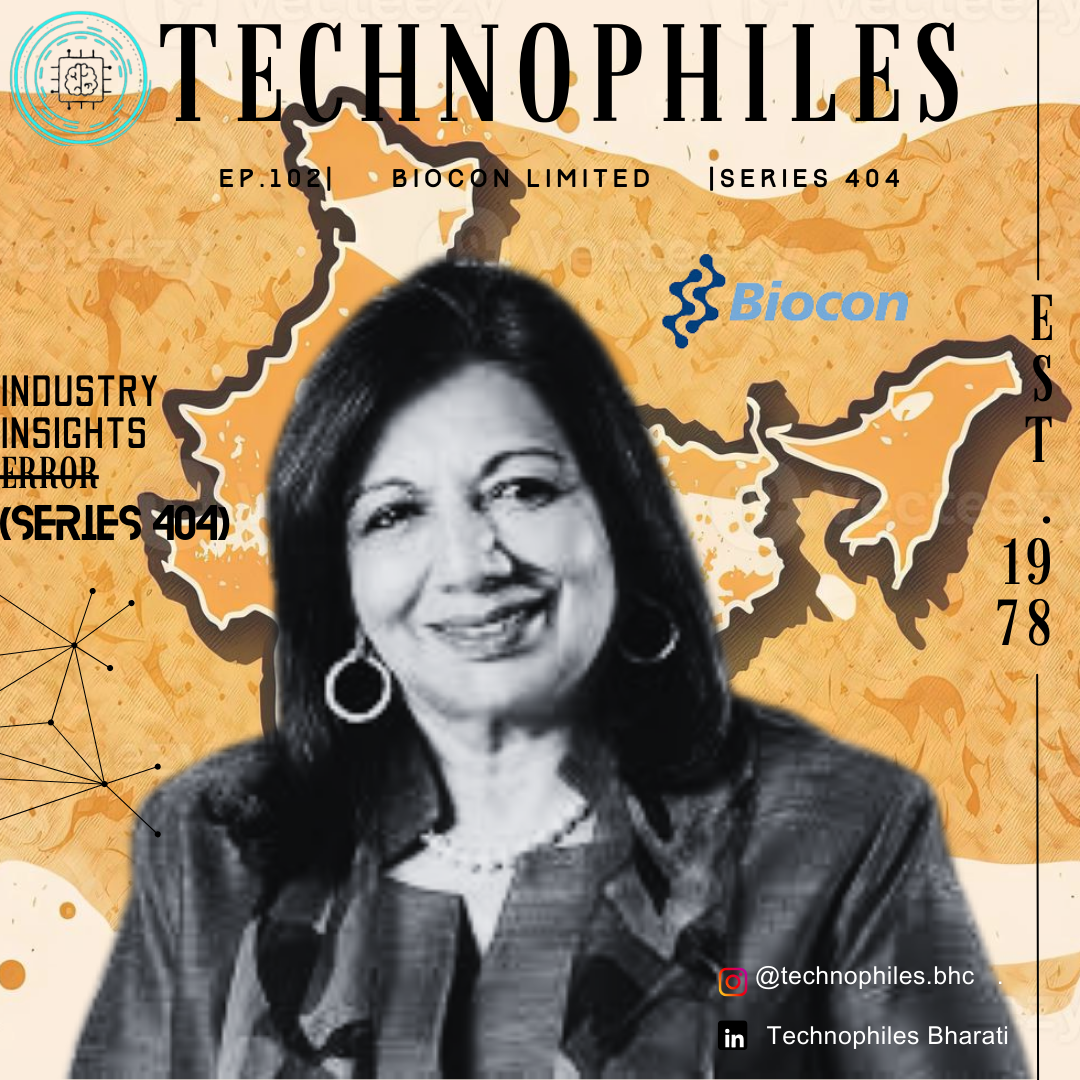 TECHNOPHILES
EP.102| BIOCON LIMITED |SERIES 404
Biocon
INDUSTRY
INSIGHTS
ERROR
(SERIES 404)
EST.
19
78
@technophiles.bhc
in Technophiles Bharati